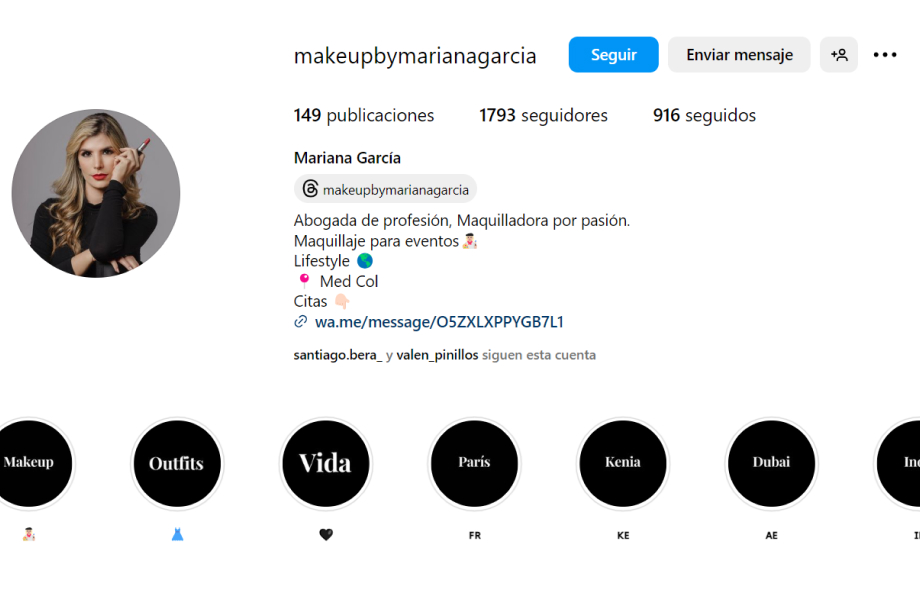 makeupbymarianagarcia Seguir Enviar mensaje
149 publicaciones 1793 seguidores 916 seguidos
Mariana García
makeupbymarianagarcia
Abogada de profesión, Maquilladora por pasión.
Maquillaje para eventos
Lifestyle
Med Col
Citas
wa.me/message/O5ZXLXPPYGB7L1
santiago.bera_ y valen_pinillos siguen esta cuenta
Makeup Outfits Vida París Kenia Dubai
FR KE AE